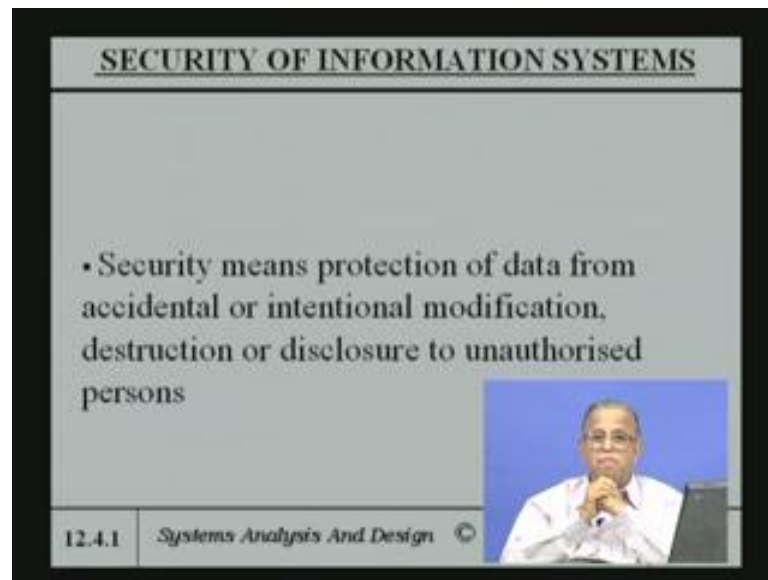 SECURITY OF INFORMATION SYSTEMS
• Security means protection of data from
accidental or intentional modification,
destruction or disclosure to unauthorised
persons
12.4.1 Systems Analysis And Design ©